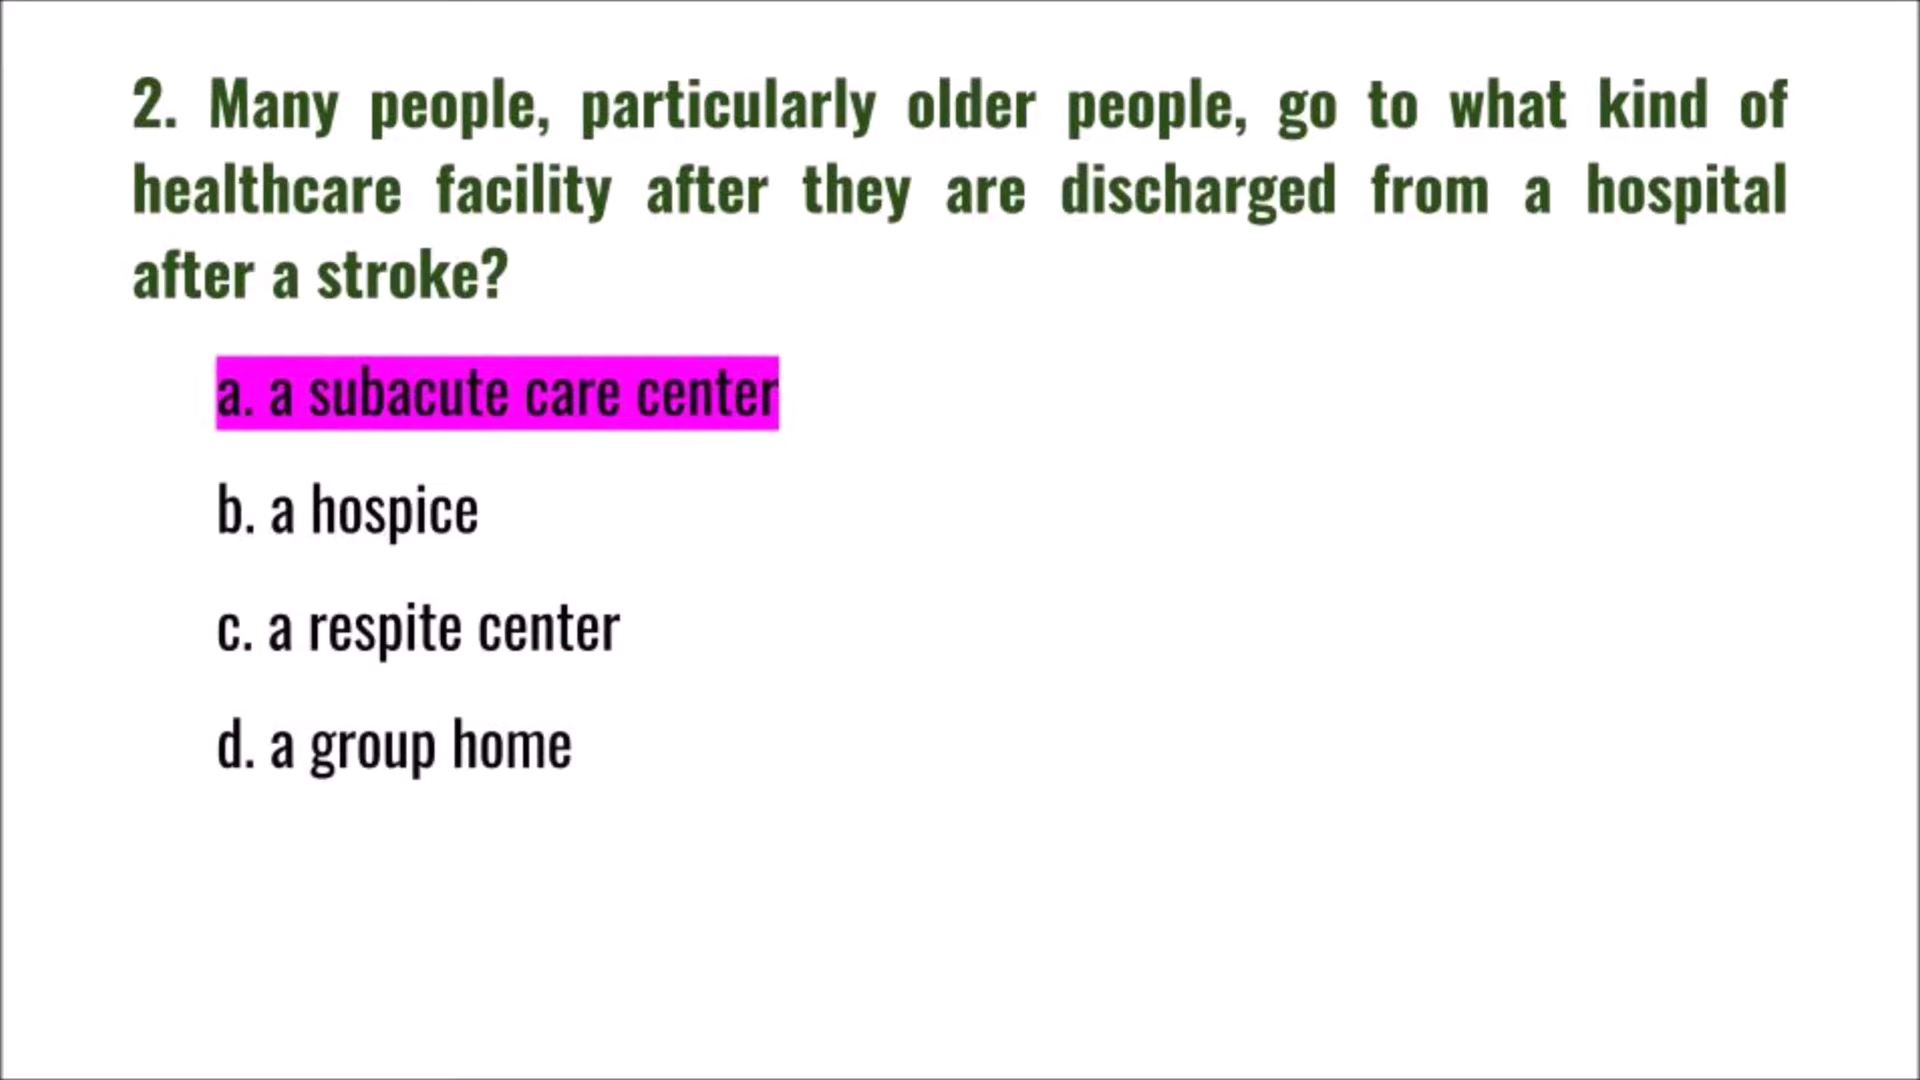 2. Many people, particularly older people, go to what kind of
healthcare facility after they are discharged from a hospital
after a stroke?
a. a subacute care center
b. a hospice
c. a respite center
d. a group home